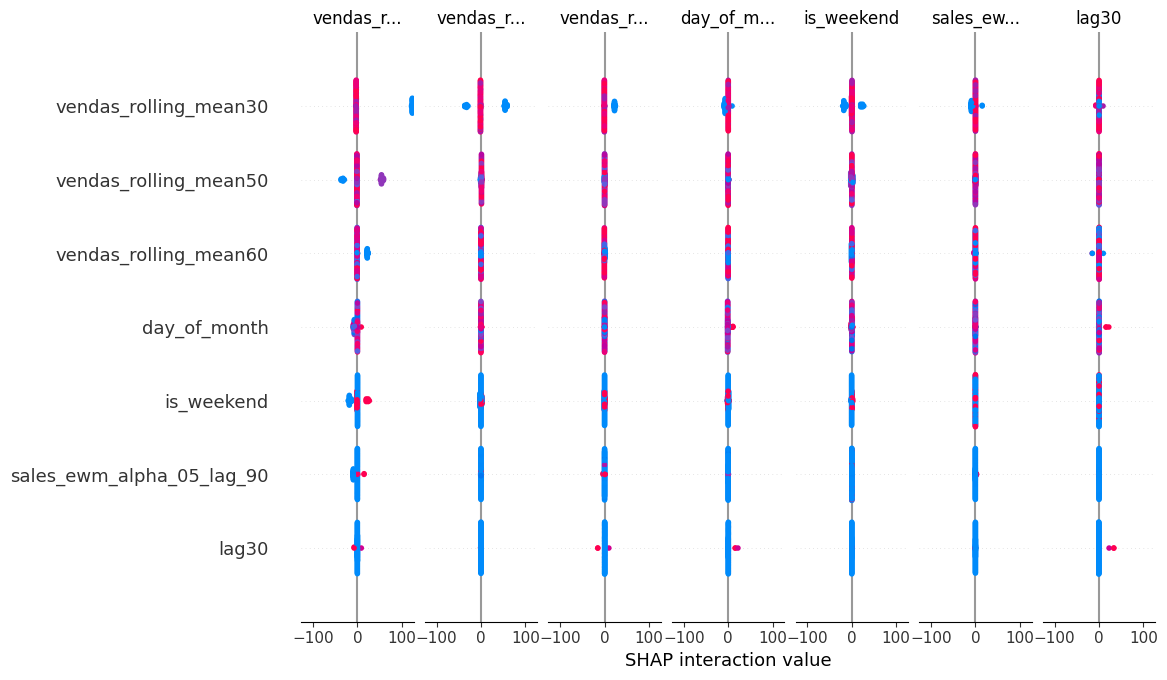 vendas_r... vendas_r... vendas_r... day_of_m... is_weekend sales_ew... lag30
vendas_rolling_mean30
vendas_rolling_mean50
vendas_rolling_mean60
day_of_month
is_weekend
sales_ewm_alpha_05_lag_90
lag30
−100 0 100 −100 0 100 −100 0 100 −100 0 100 −100 0 100 −100 0 100 −100 0 100
SHAP interaction value